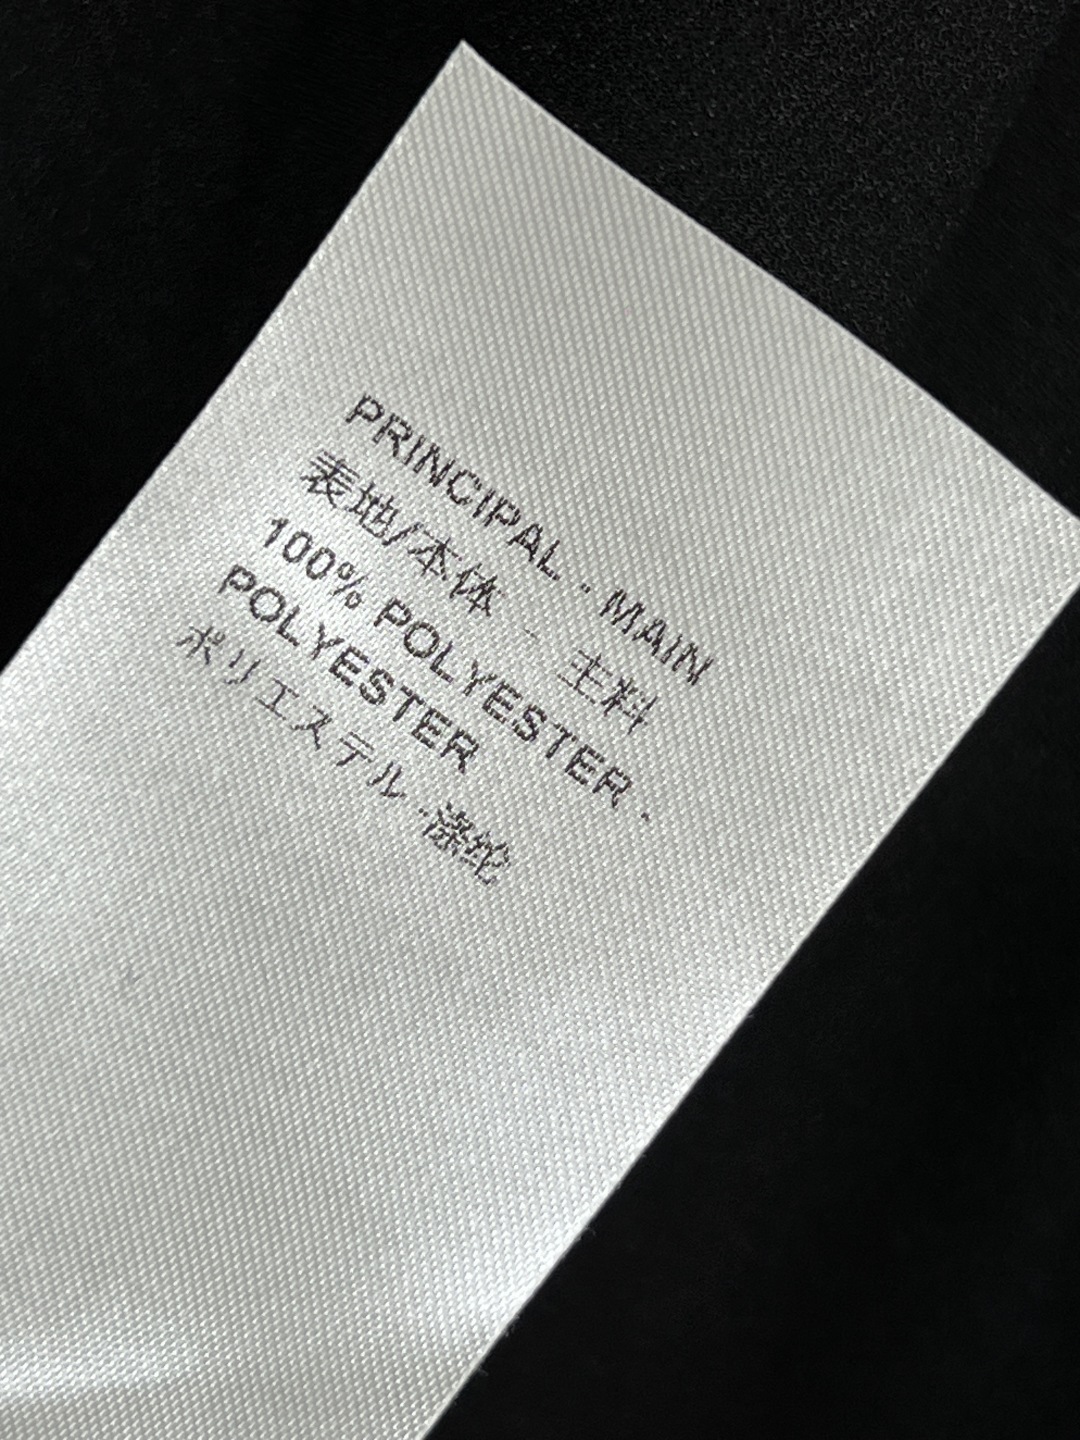 PRINCIPAL - MAIN
表地/本体 - 主料
100% POLYESTER -
POLYESTER
ポリエステル -涤纶